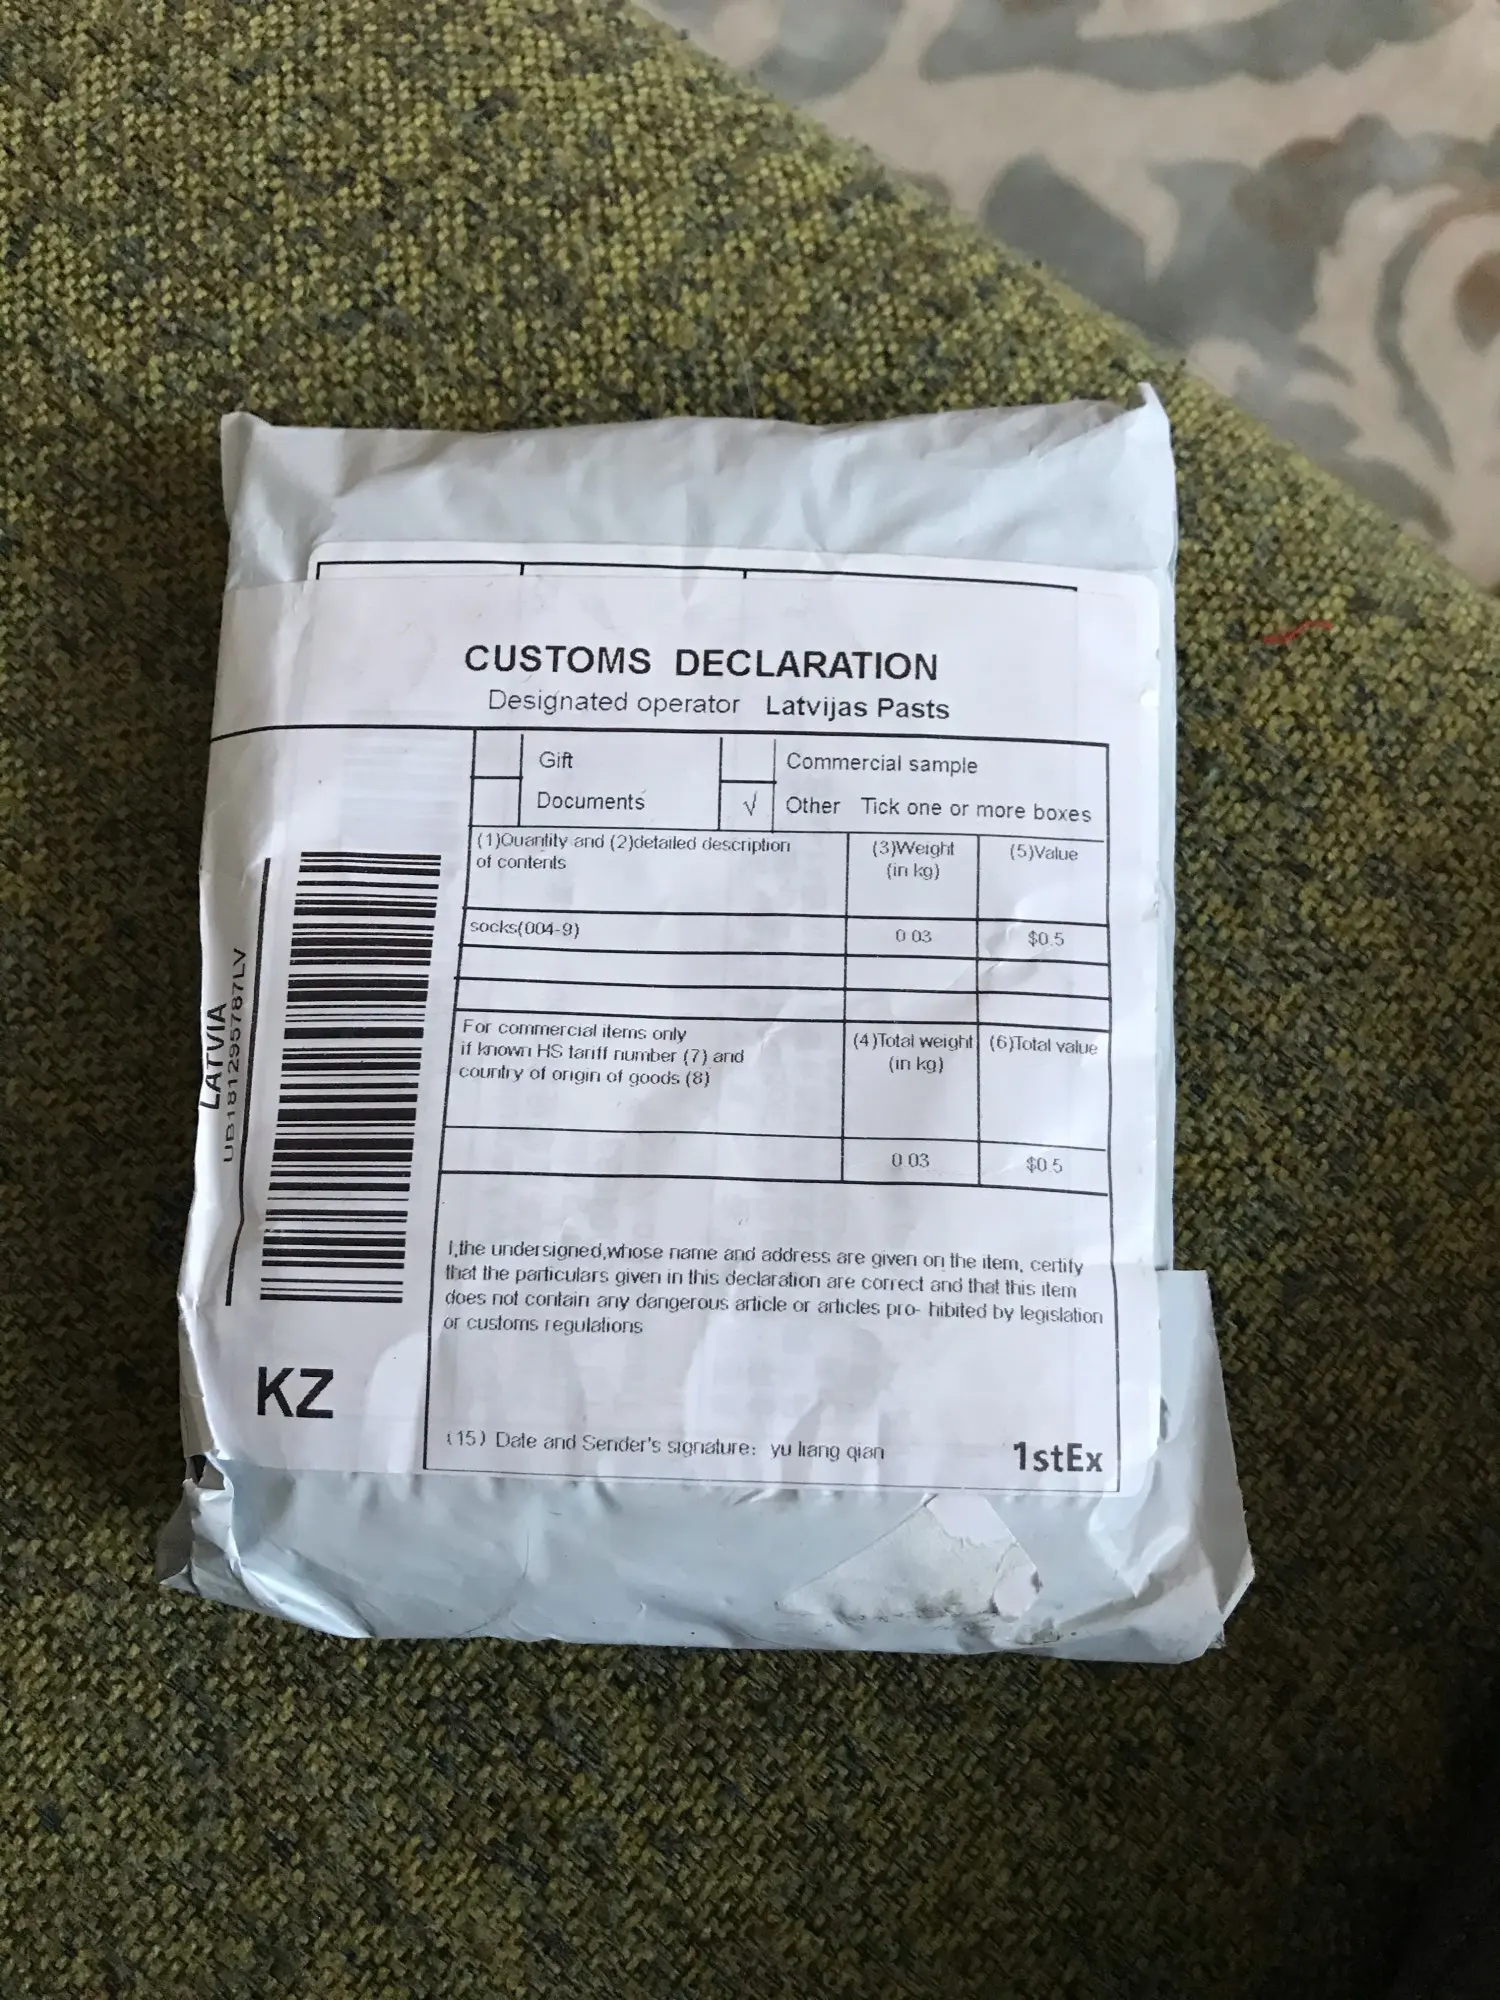 CUSTOMS DECLARATION
Designated operator Latvijas Pasts
Gift
Commercial sample
Documents
√ Other Tick one or more boxes
(1)Quantity and (2)detailed description
of contents
(3)Weight
(in kg)
(5)Value
socks(004-9)
0.03
$0.5
For commercial items only
if known HS tariff number (7) and
country of origin of goods (8)
(4)Total weight
(in kg)
(6)Total value
0.03
$0.5
LATVIA
UB181295787LV
I,the undersigned,whose name and address are given on the item, certify
that the particulars given in this declaration are correct and that this item
does not contain any dangerous article or articles pro- hibited by legislation
or customs regulations
KZ
(15) Date and Sender's signature: yu liang qian
1stEx